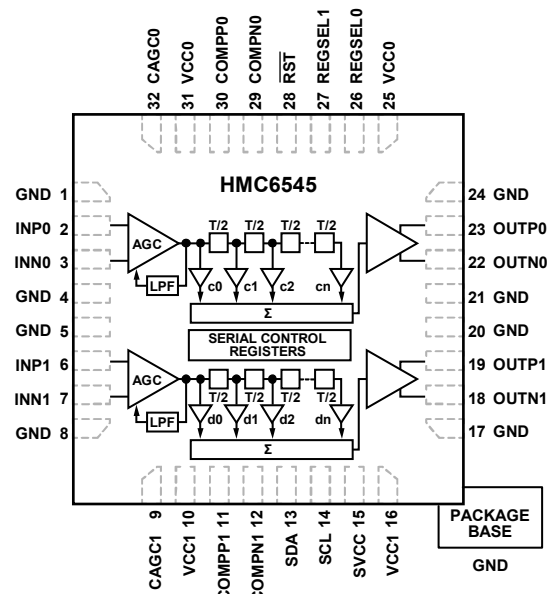 32 CAGC0
31 VCC0
30 COMPP0
29 COMPN0
28 RST
27 REGSEL1
26 REGSEL0
25 VCC0
HMC6545
GND 1
INP0 2
INN0 3
GND 4
GND 5
INP1 6
INN1 7
GND 8
24 GND
23 OUTP0
22 OUTN0
21 GND
20 GND
19 OUTP1
18 OUTN1
17 GND
AGC
T/2 T/2 T/2 T/2
LPF
c0 c1 c2 cn
Σ
SERIAL CONTROL
REGISTERS
AGC
T/2 T/2 T/2 T/2
LPF
d0 d1 d2 dn
Σ
CAGC1 9
VCC1 10
COMPP1 11
COMPN1 12
SDA 13
SCL 14
SVCC 15
VCC1 16
PACKAGE
BASE
GND